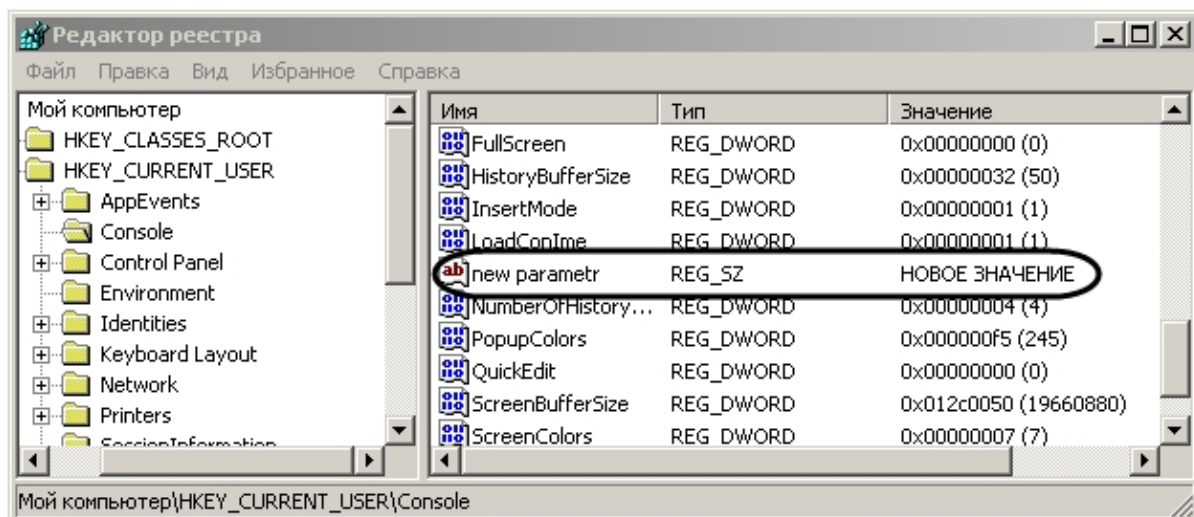 Редактор реестра
Файл Правка Вид Избранное Справка
Мой компьютер
HKEY_CLASSES_ROOT
HKEY_CURRENT_USER
AppEvents
Console
Control Panel
Environment
Identities
Keyboard Layout
Network
Printers
SessionInformation
Имя Тип Значение
FullScreen REG_DWORD 0x00000000 (0)
HistoryBufferSize REG_DWORD 0x00000032 (50)
InsertMode REG_DWORD 0x00000001 (1)
LoadConIme REG_DWORD 0x00000001 (1)
new parametr REG_SZ НОВОЕ ЗНАЧЕНИЕ
NumberOfHistory... REG_DWORD 0x00000004 (4)
PopupColors REG_DWORD 0x000000f5 (245)
QuickEdit REG_DWORD 0x00000000 (0)
ScreenBufferSize REG_DWORD 0x012c0050 (19660880)
ScreenColors REG_DWORD 0x00000007 (7)
Мой компьютер\HKEY_CURRENT_USER\Console